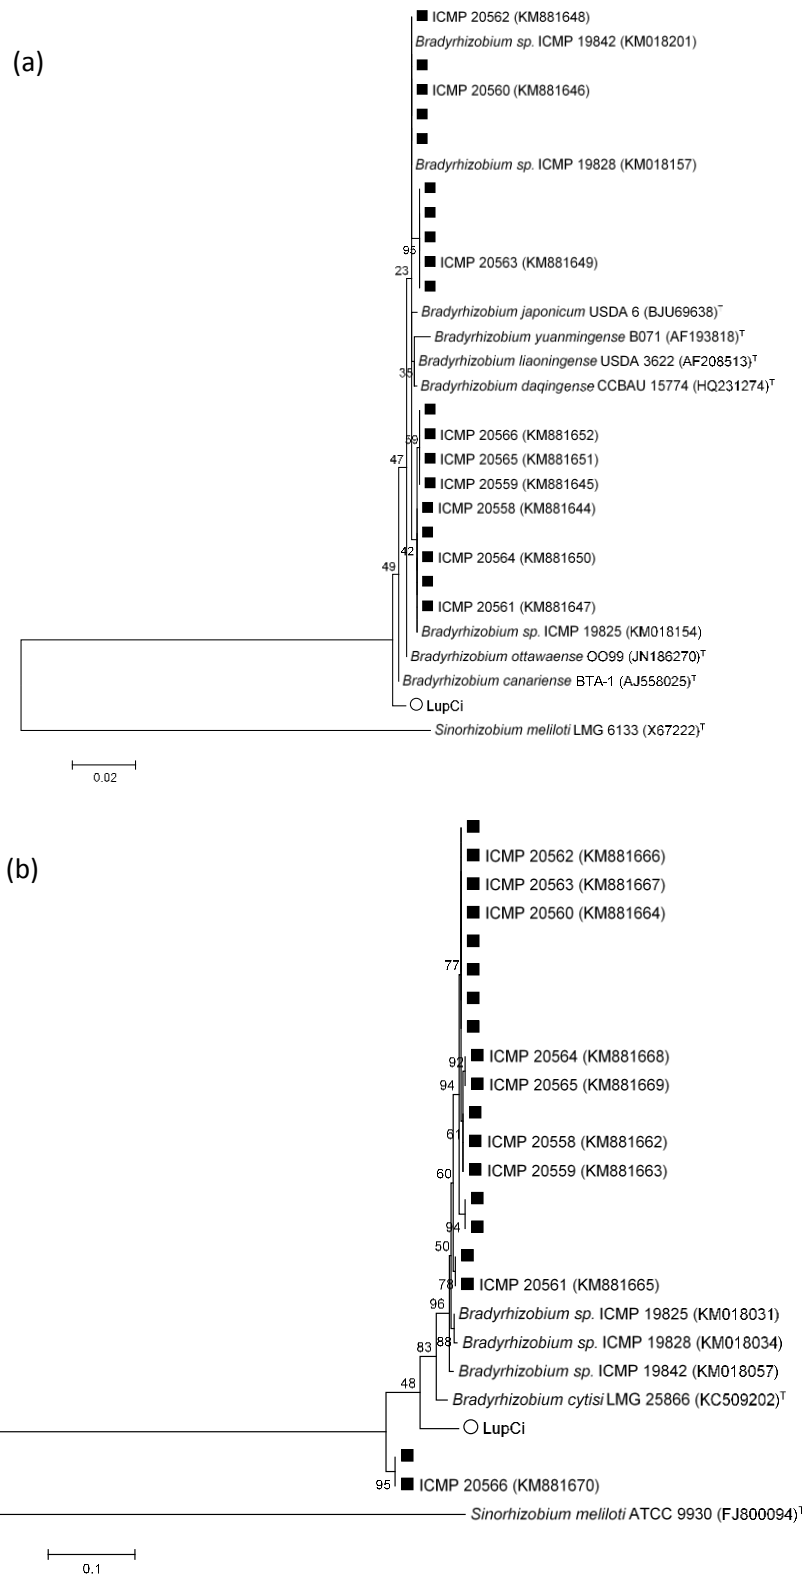 (a)
ICMP 20562 (KM881648)
Bradyrhizobium sp. ICMP 19842 (KM018201)
ICMP 20560 (KM881646)
Bradyrhizobium sp. ICMP 19828 (KM018157)
95
ICMP 20563 (KM881649)
23
Bradyrhizobium japonicum USDA 6 (BJU69638)T
Bradyrhizobium yuanmingense B071 (AF193818)T
Bradyrhizobium liaoningense USDA 3622 (AF208513)T
35
Bradyrhizobium daqingense CCBAU 15774 (HQ231274)T
59
ICMP 20566 (KM881652)
47
ICMP 20565 (KM881651)
ICMP 20559 (KM881645)
ICMP 20558 (KM881644)
42
ICMP 20564 (KM881650)
49
ICMP 20561 (KM881647)
Bradyrhizobium sp. ICMP 19825 (KM018154)
Bradyrhizobium ottawaense OO99 (JN186270)T
Bradyrhizobium canariense BTA-1 (AJ558025)T
LupCi
Sinorhizobium meliloti LMG 6133 (X67222)T
0.02
(b)
ICMP 20562 (KM881666)
ICMP 20563 (KM881667)
ICMP 20560 (KM881664)
77
92
ICMP 20564 (KM881668)
94
ICMP 20565 (KM881669)
61
ICMP 20558 (KM881662)
60
ICMP 20559 (KM881663)
94
50
78
ICMP 20561 (KM881665)
96
Bradyrhizobium sp. ICMP 19825 (KM018031)
83
88
Bradyrhizobium sp. ICMP 19828 (KM018034)
Bradyrhizobium sp. ICMP 19842 (KM018057)
48
Bradyrhizobium cytisi LMG 25866 (KC509202)T
LupCi
95
ICMP 20566 (KM881670)
Sinorhizobium meliloti ATCC 9930 (FJ800094)T
0.1